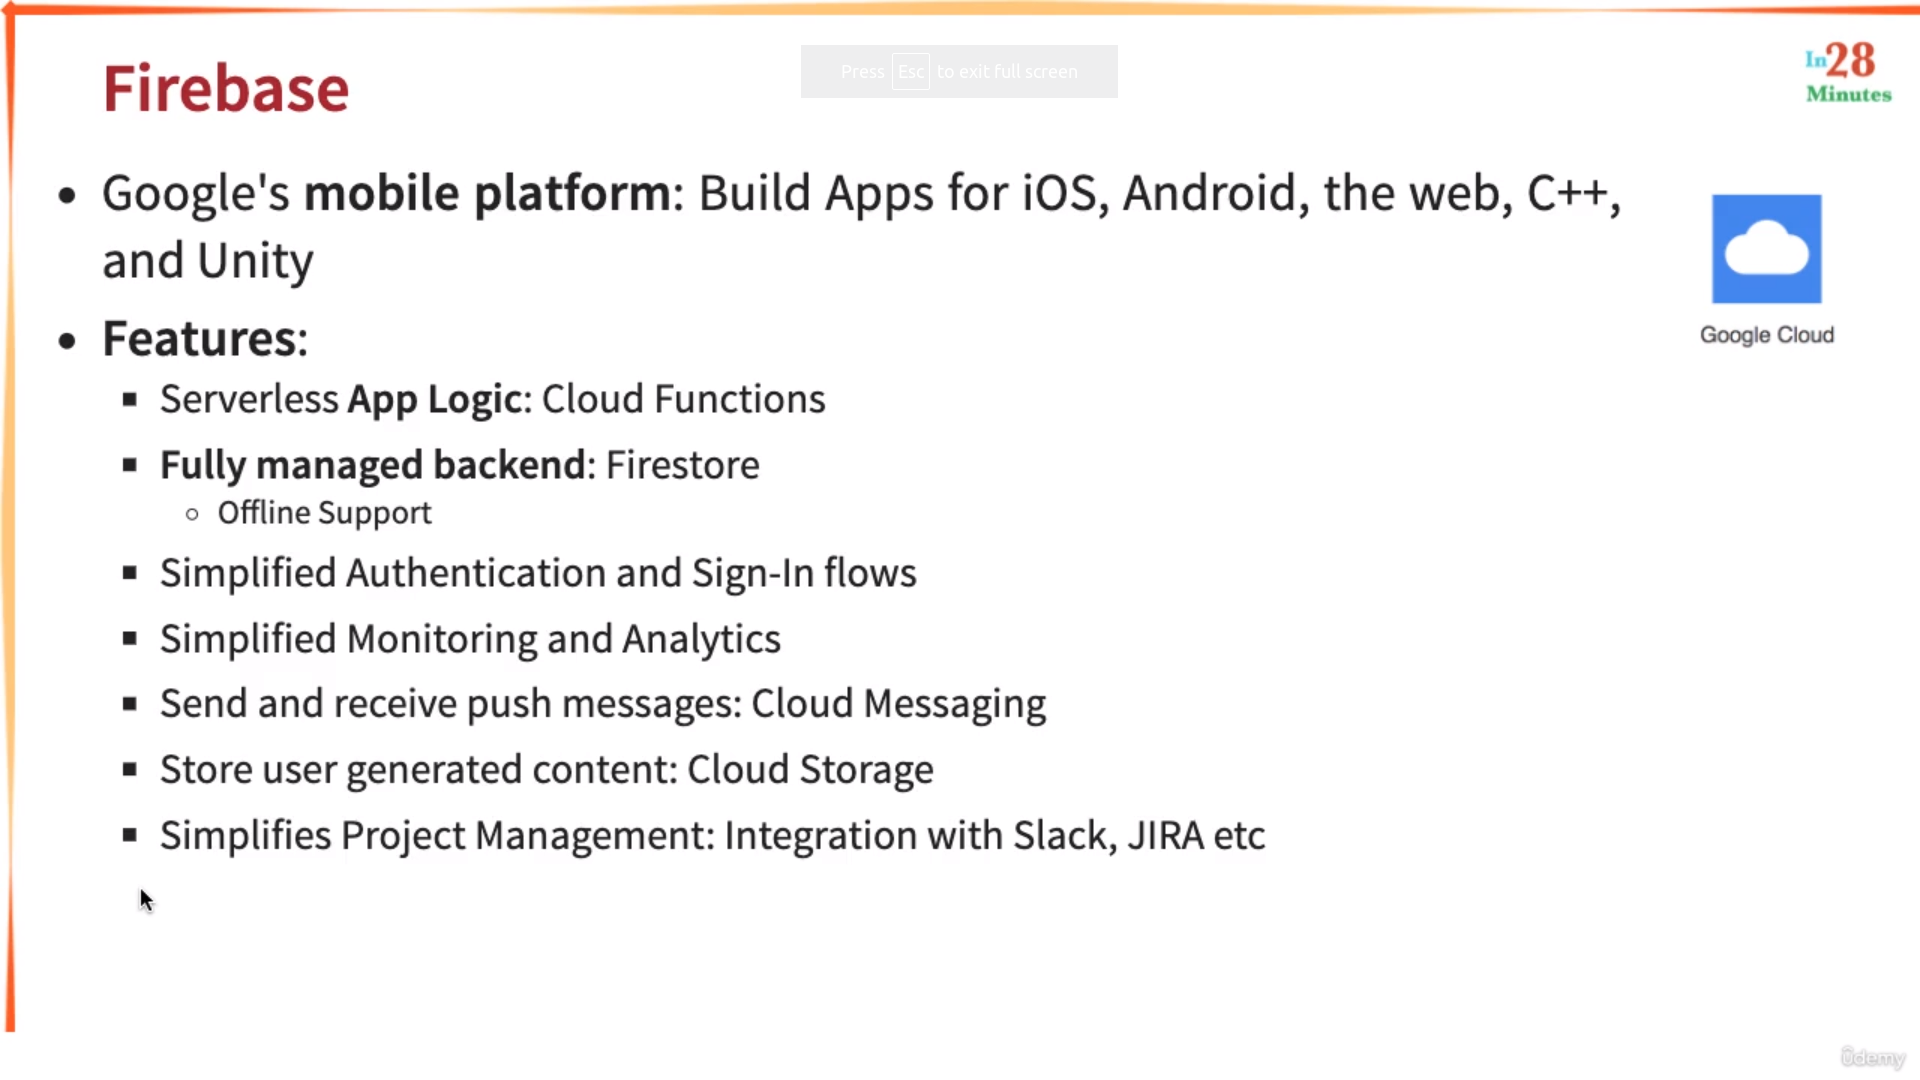 Press Esc to exit full screen
In28
Minutes
Firebase
• Google's mobile platform: Build Apps for iOS, Android, the web, C++,
and Unity
Google Cloud
• Features:
▪ Serverless App Logic: Cloud Functions
▪ Fully managed backend: Firestore
○ Offline Support
▪ Simplified Authentication and Sign-In flows
▪ Simplified Monitoring and Analytics
▪ Send and receive push messages: Cloud Messaging
▪ Store user generated content: Cloud Storage
▪ Simplifies Project Management: Integration with Slack, JIRA etc
ûdemy